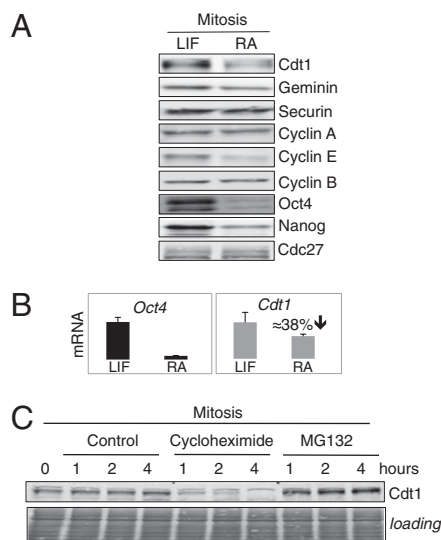 A
Mitosis
LIF RA
Cdt1
Geminin
Securin
Cyclin A
Cyclin E
Cyclin B
Oct4
Nanog
Cdc27
B
mRNA
Oct4
LIF RA
Cdt1
≈38%
LIF RA
C
Mitosis
Control Cycloheximide MG132
0 1 2 4 1 2 4 1 2 4 hours
Cdt1
loading